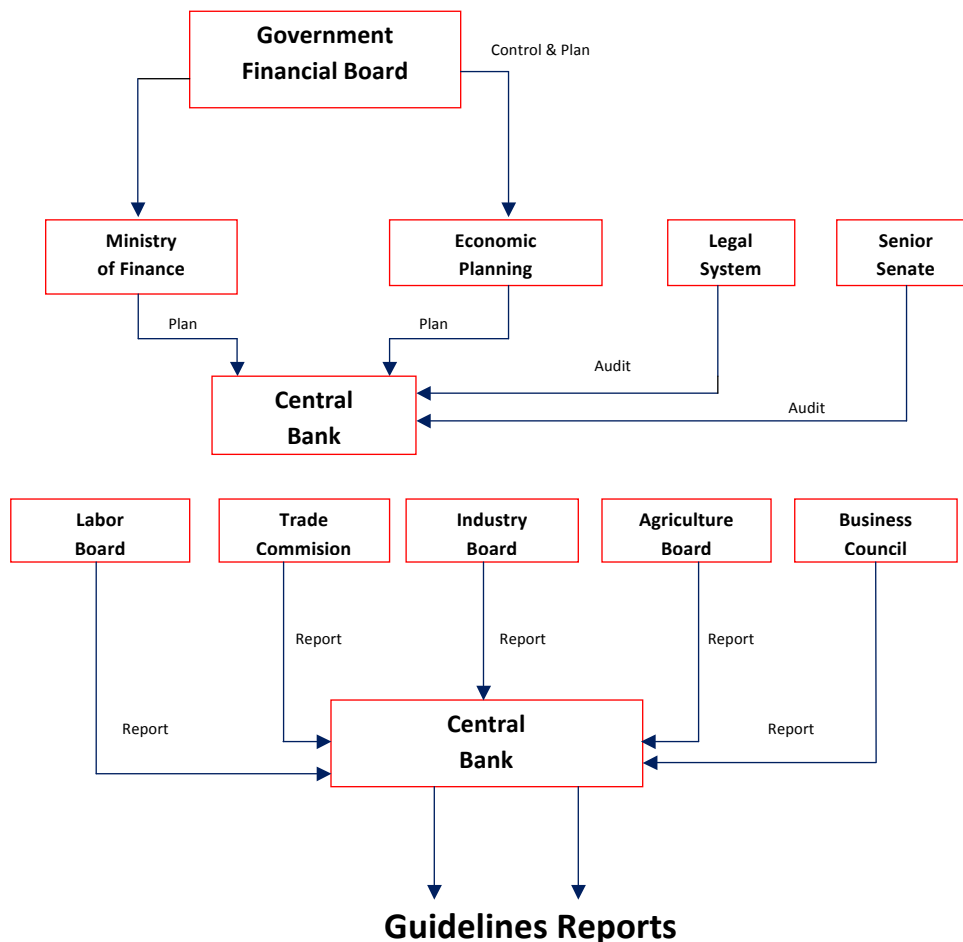 Government
Financial Board
Control & Plan
Ministry
of Finance
Economic
Planning
Legal
System
Senior
Senate
Plan
Plan
Audit
Audit
Central
Bank
Labor
Board
Trade
Commision
Industry
Board
Agriculture
Board
Business
Council
Report
Report
Report
Report
Report
Central
Bank
Guidelines Reports